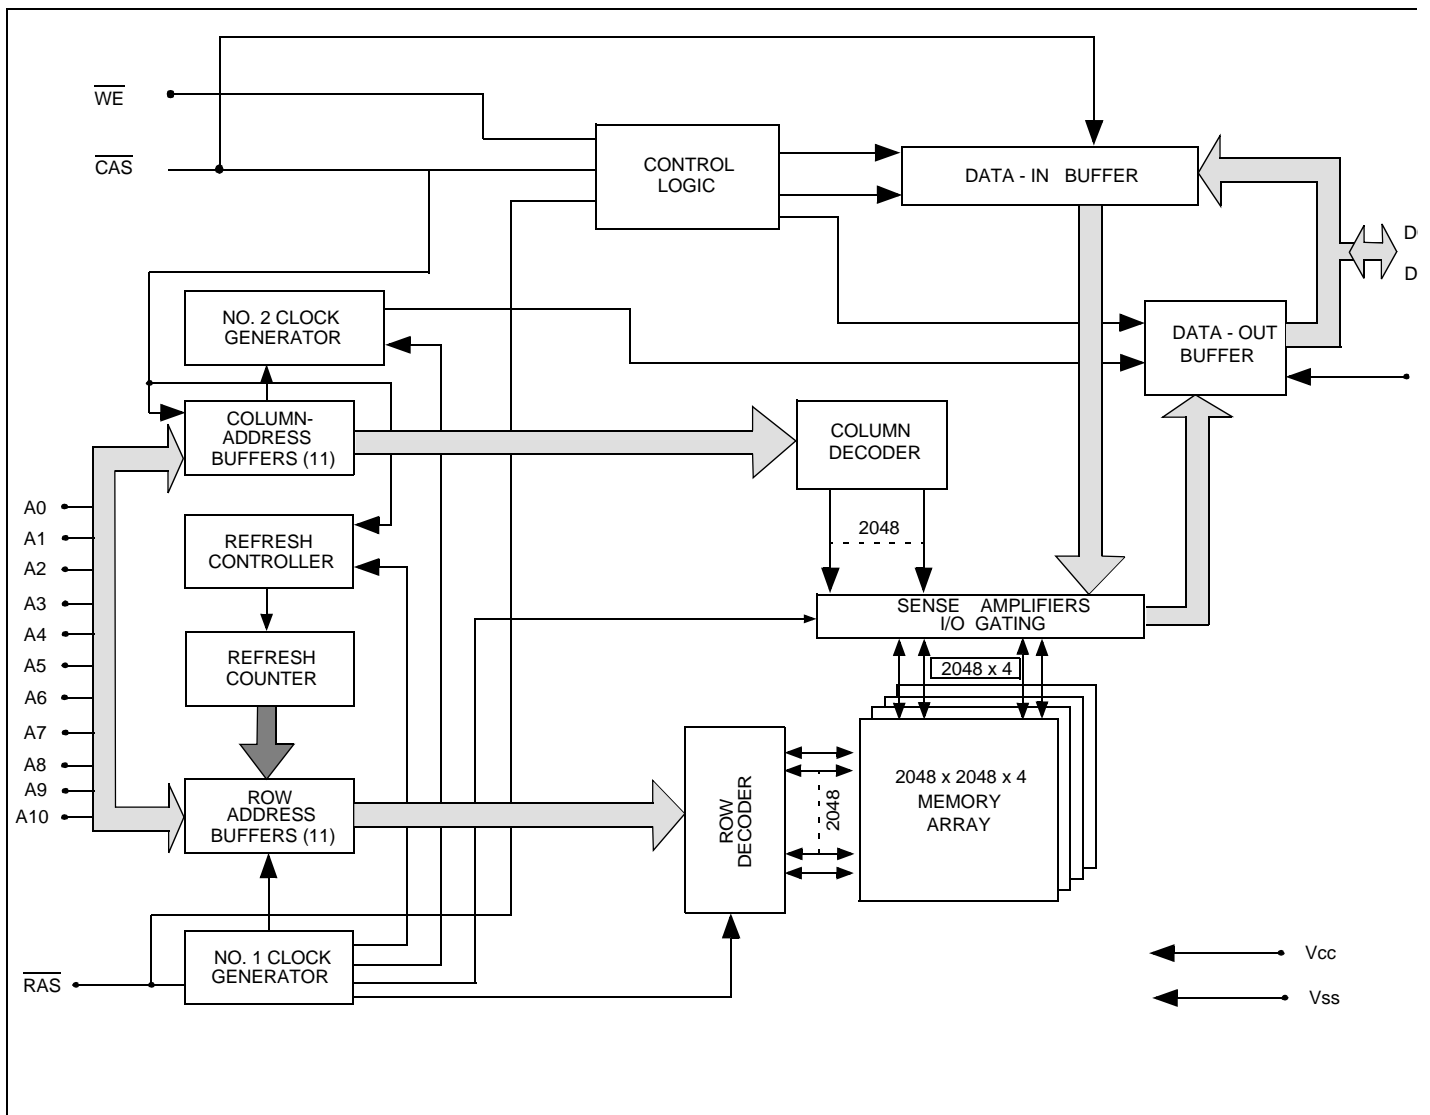 WE
CAS
CONTROL
LOGIC
DATA - IN BUFFER
D
D
NO. 2 CLOCK
GENERATOR
DATA - OUT
BUFFER
COLUMN-
ADDRESS
BUFFERS (11)
COLUMN
DECODER
A0
A1
A2
A3
A4
A5
A6
A7
A8
A9
A10
2048
REFRESH
CONTROLLER
SENSE AMPLIFIERS
I/O GATING
REFRESH
COUNTER
2048 x 4
ROW
ADDRESS
BUFFERS (11)
ROW
DECODER
2048
2048 x 2048 x 4
MEMORY
ARRAY
NO. 1 CLOCK
GENERATOR
RAS
Vcc
Vss